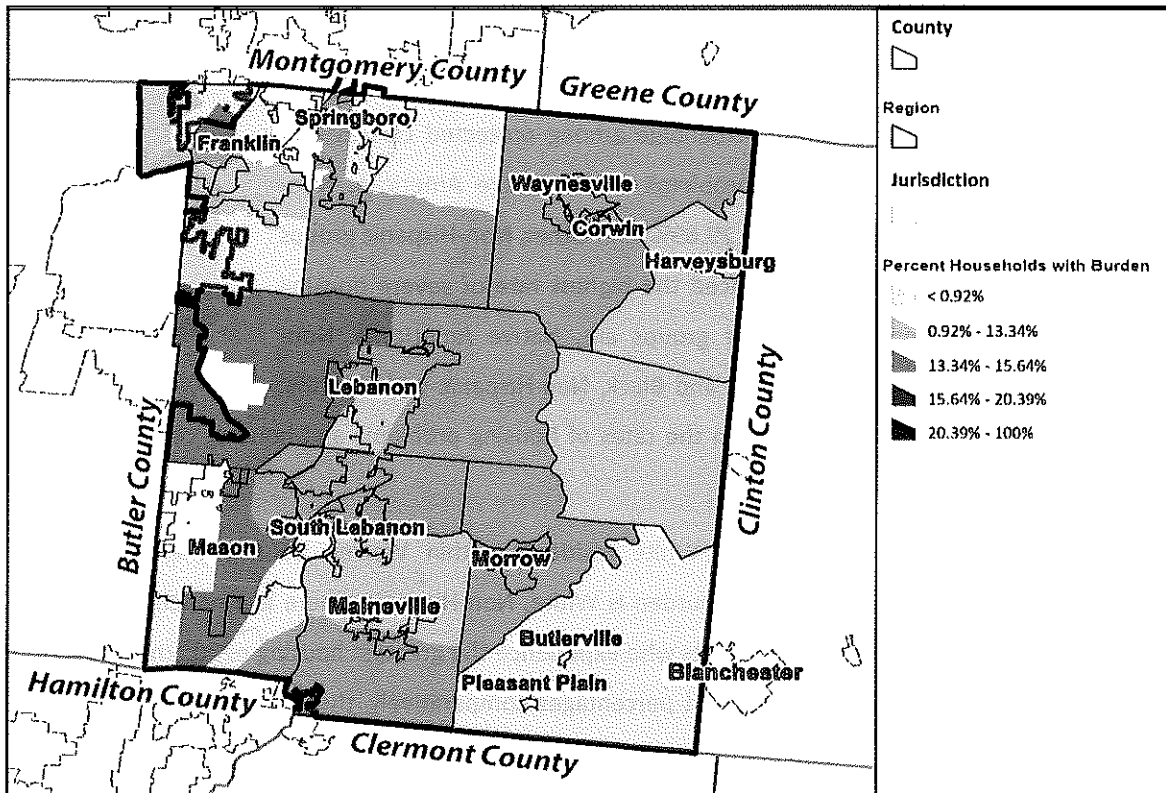 Montgomery County
Greene County
Springboro
Franklin
Waynesville
Corwin
Harveysburg
Lebanon
Butler County
Clinton County
South Lebanon
Mason
Morrow
Maineville
Butlerville
Blanchester
Pleasant Plain
Hamilton County
Clermont County
County
Region
Jurisdiction
Percent Households with Burden
< 0.92%
0.92% - 13.34%
13.34% - 15.64%
15.64% - 20.39%
20.39% - 100%